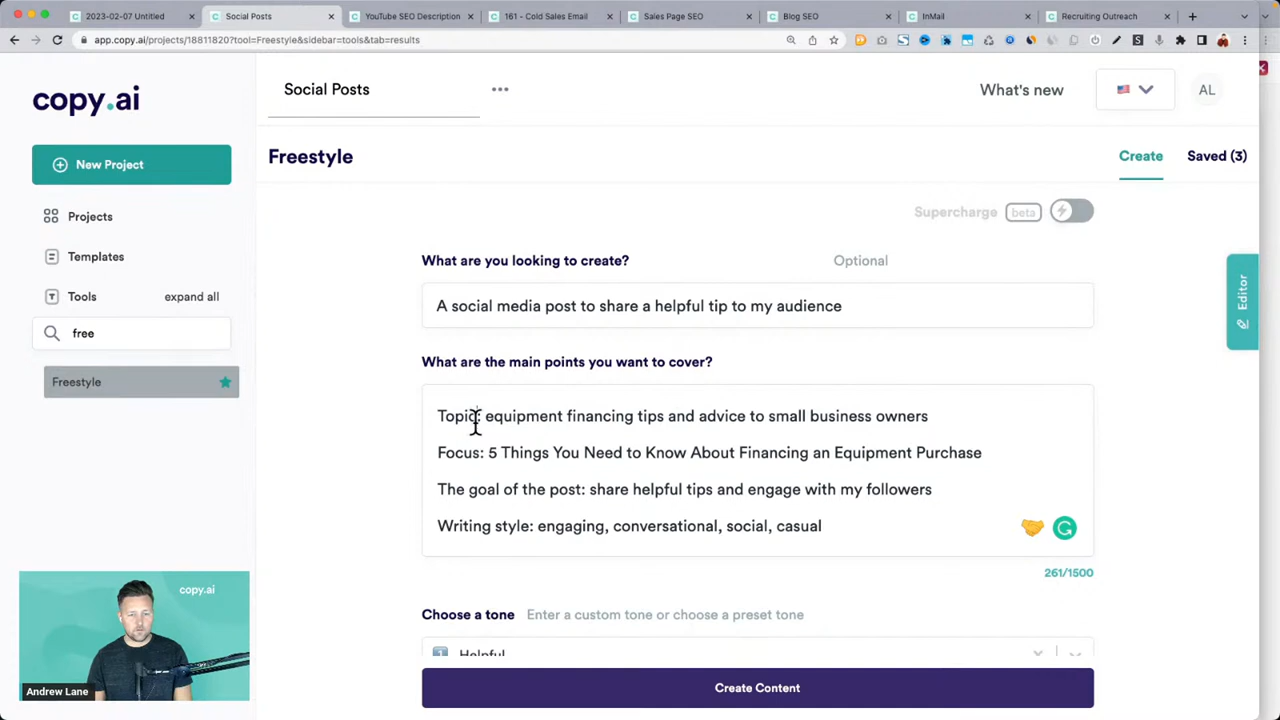 2023-02-07 Untitled
Social Posts
YouTube SEO Description
161 - Cold Sales Email
Sales Page SEO
Blog SEO
InMail
Recruiting Outreach
app.copy.ai/projects/18811820?tool=Freestyle&sidebar=tools&tab=results
copy.ai
Social Posts
What's new
AL
New Project
Freestyle
Create
Saved (3)
Projects
Supercharge beta
Templates
What are you looking to create?
Optional
Tools
expand all
A social media post to share a helpful tip to my audience
free
What are the main points you want to cover?
Freestyle
Topic: equipment financing tips and advice to small business owners
Focus: 5 Things You Need to Know About Financing an Equipment Purchase
The goal of the post: share helpful tips and engage with my followers
Writing style: engaging, conversational, social, casual
261/1500
Editor
Choose a tone
Enter a custom tone or choose a preset tone
Helpful
Create Content
copy.ai
Andrew Lane